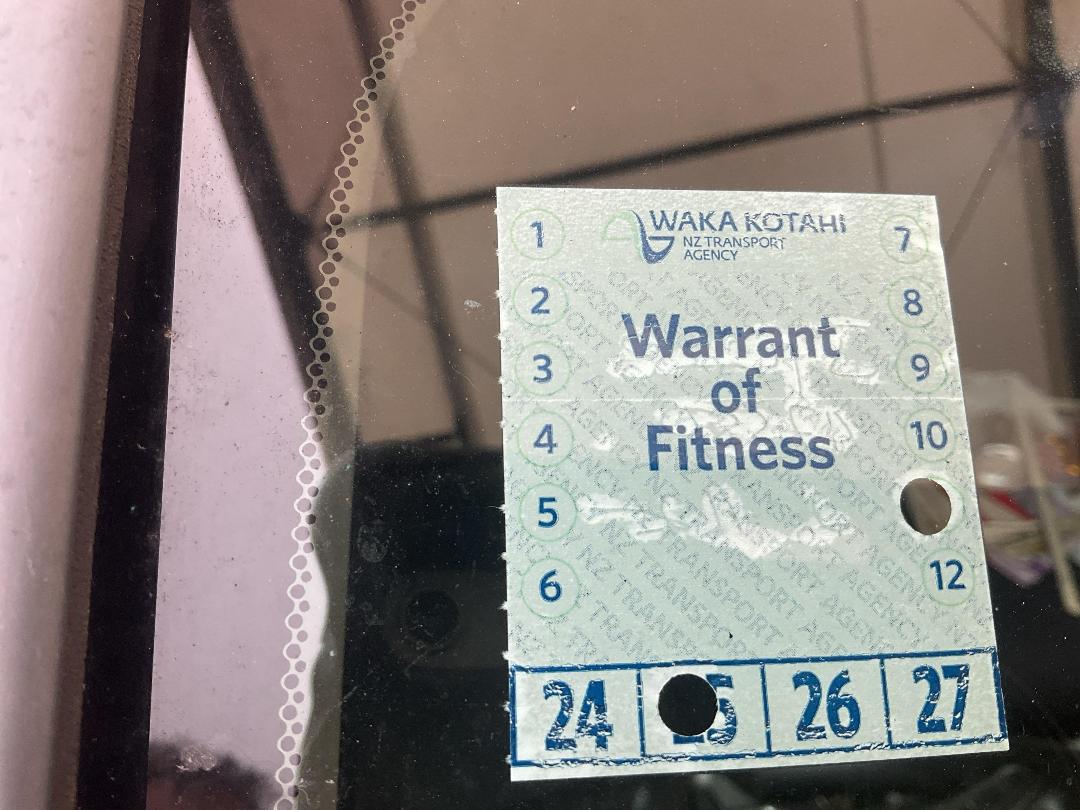 WAKA KOTAHI
NZ TRANSPORT
AGENCY
1
2
3
4
5
6
Warrant
of
Fitness
7
8
9
10
12
24
5
26
27